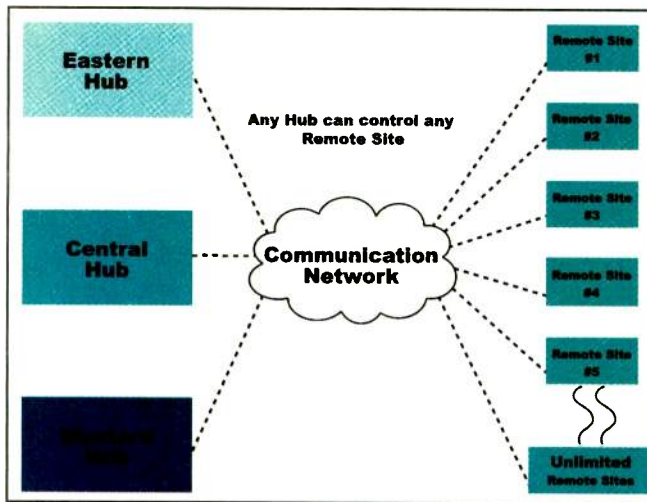 Eastern
Hub
Any Hub can control any
Remote Site
Central
Hub
Communication
Network
Hub
Remote Site
#1
Remote Site
#2
Remote Site
#3
Remote Site
#4
Remote Site
#5
Unlimited
Remote Sites